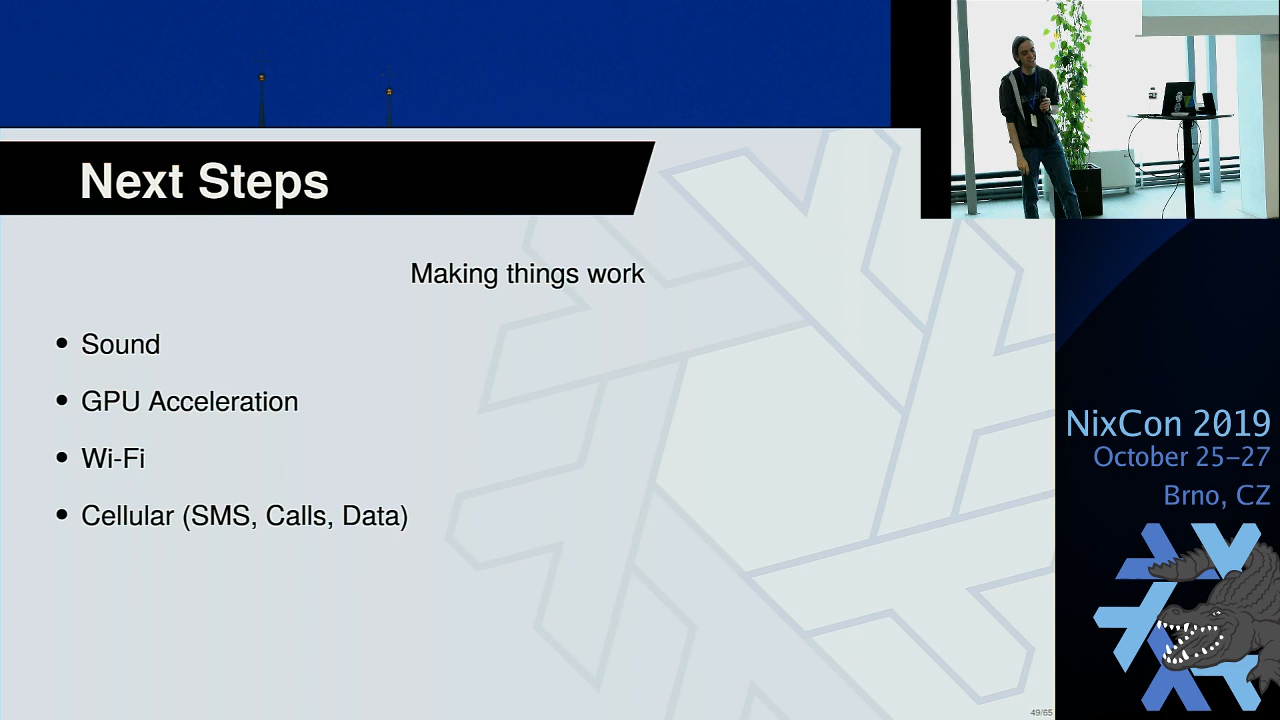 Next Steps
Making things work
• Sound
• GPU Acceleration
• Wi-Fi
• Cellular (SMS, Calls, Data)
49/65
NixCon 2019
October 25–27
Brno, CZ